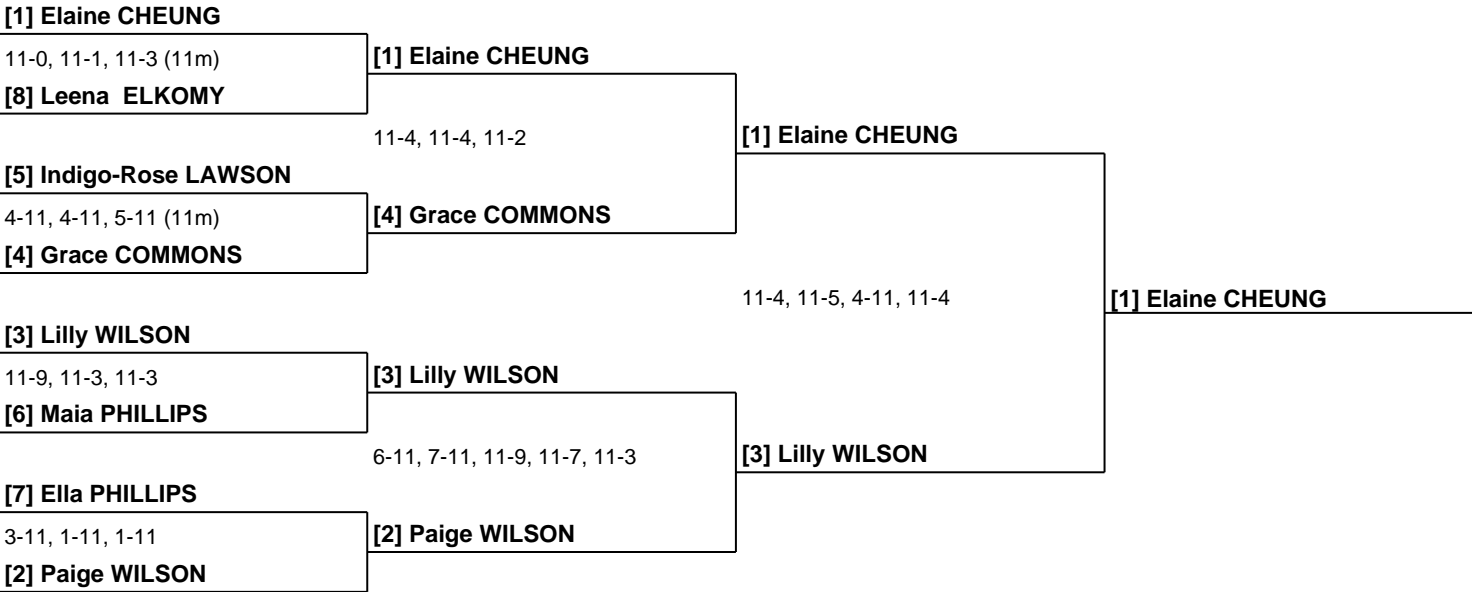 [1] Elaine CHEUNG
11-0, 11-1, 11-3 (11m)
[8] Leena  ELKOMY
[1] Elaine CHEUNG
11-4, 11-4, 11-2
[5] Indigo-Rose LAWSON
4-11, 4-11, 5-11 (11m)
[4] Grace COMMONS
[4] Grace COMMONS
[1] Elaine CHEUNG
11-4, 11-5, 4-11, 11-4
[1] Elaine CHEUNG
[3] Lilly WILSON
11-9, 11-3, 11-3
[6] Maia PHILLIPS
[3] Lilly WILSON
6-11, 7-11, 11-9, 11-7, 11-3
[3] Lilly WILSON
[7] Ella PHILLIPS
3-11, 1-11, 1-11
[2] Paige WILSON
[2] Paige WILSON